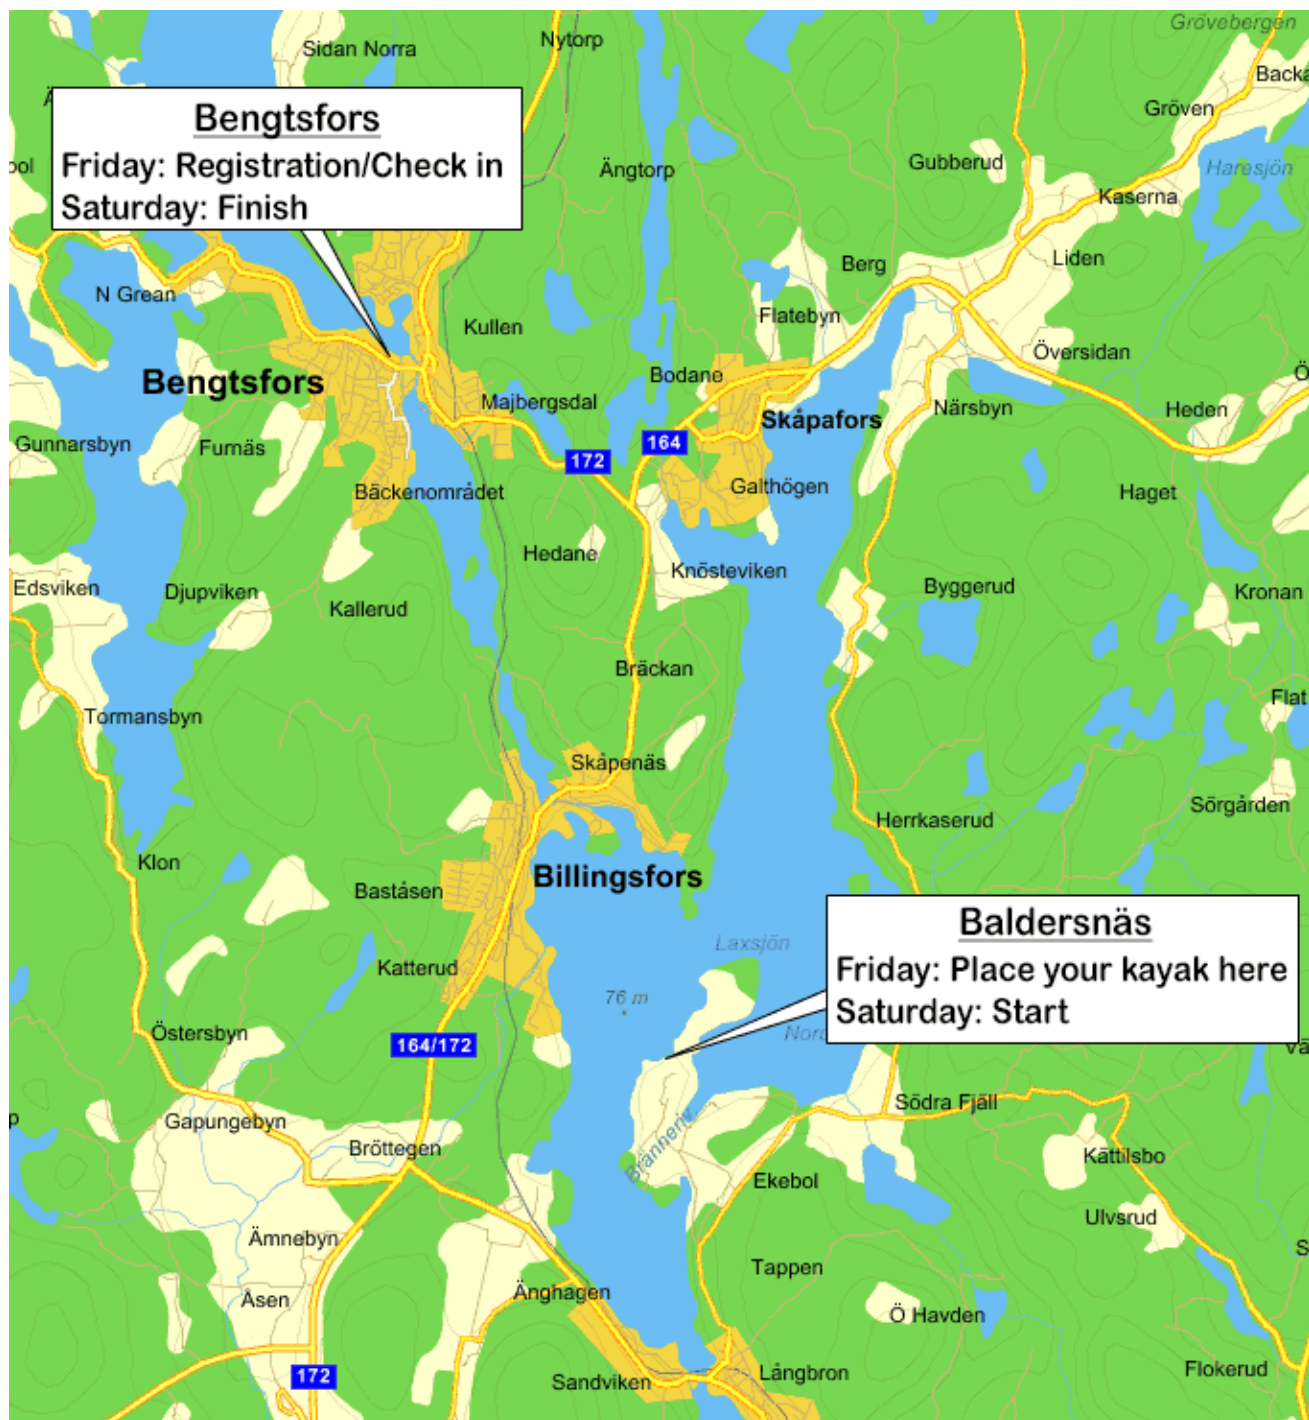 Grövebergen
Sidan Norra
Nytorp
Backa
Gröven
Bengtsfors
Friday: Registration/Check in
Saturday: Finish
Ängtorp
Gubberud
Haresjön
Kaserna
Berg
Liden
N Grean
Flatebyn
Kullen
Översidan
Bengtsfors
Bodane
Majbergsdal
Skåpafors
Närsbyn
Heden
Gunnarsbyn
Furnäs
164
172
Bäckenområdet
Galthögen
Haget
Hedane
Knösteviken
Edsviken
Djupviken
Byggerud
Kronan
Kallerud
Bräckan
Tormansbyn
Flat
Skåpenäs
Sörgården
Herrkaserud
Klon
Billingsfors
Baståsen
Baldersnäs
Friday: Place your kayak here
Saturday: Start
Laxsjön
Katterud
76 m
Östersbyn
164/172
Nord
Vä
Södra Fjäll
Gapungebyn
Bränneriv.
Bröttegen
Kättilsbo
Ekebol
Ulvsrud
Ämnebyn
Tappen
Åsen
Änghagen
Ö Havden
172
Sandviken
Långbron
Flokerud